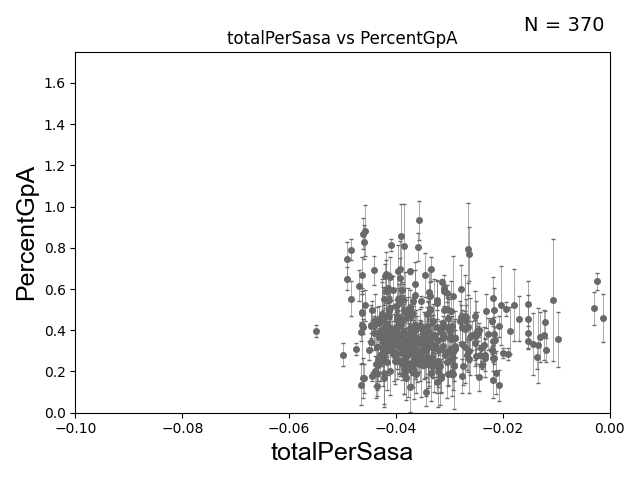 N = 370
totalPerSasa vs PercentGpA
PercentGpA
1.6
1.4
1.2
1.0
0.8
0.6
0.4
0.2
0.0
−0.10 −0.08 −0.06 −0.04 −0.02 0.00
totalPerSasa